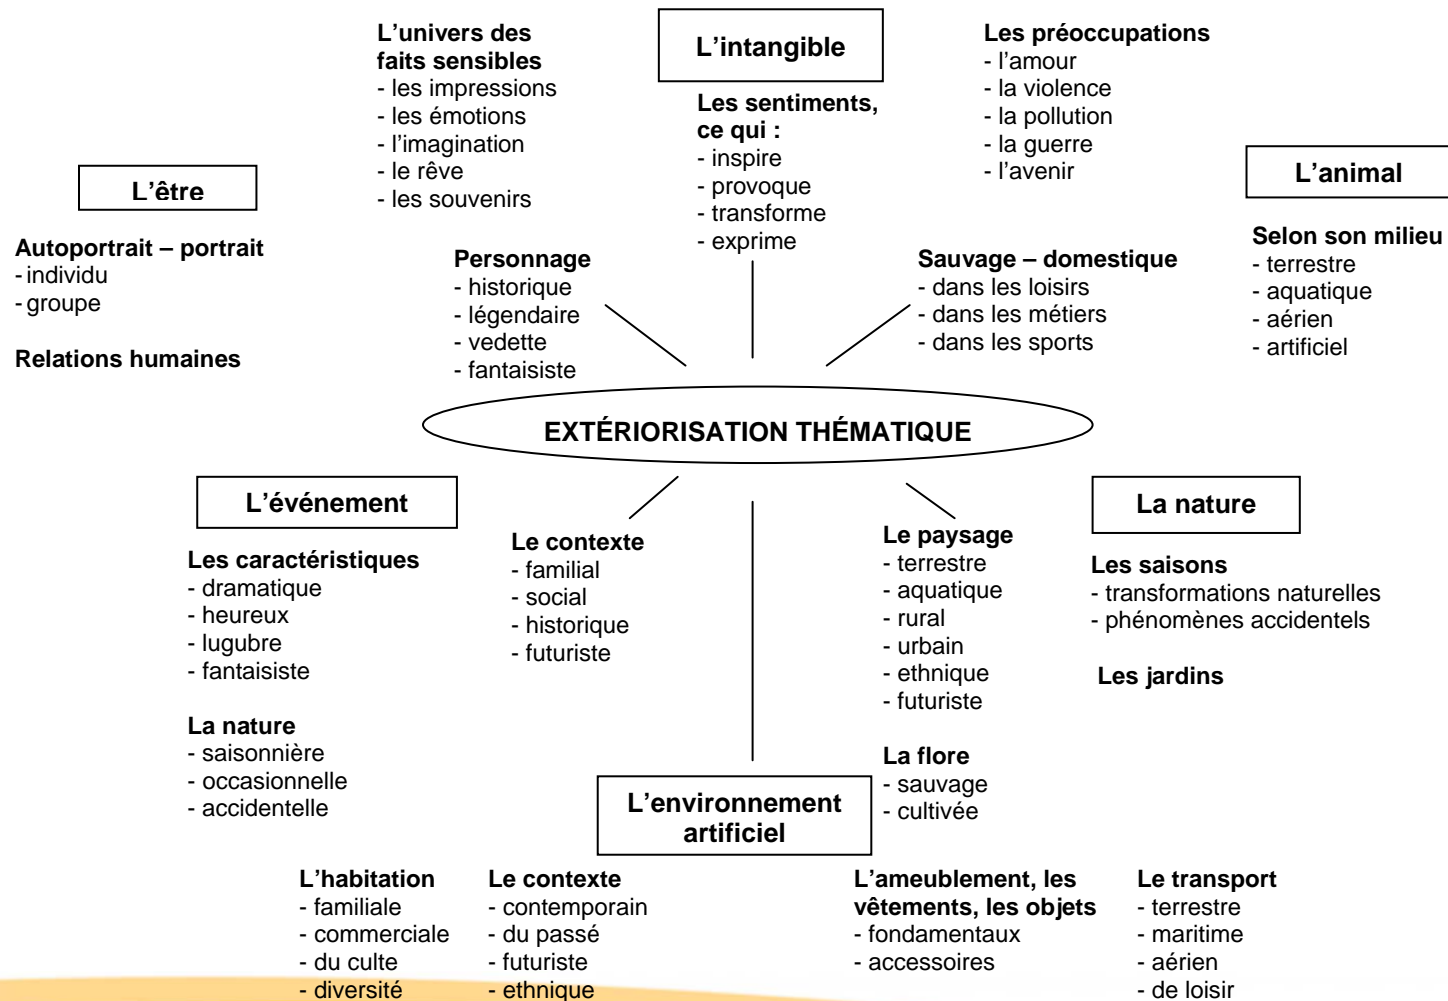 L'intangible
L'univers des
faits sensibles
- les impressions
- les émotions
- l'imagination
- le rêve
- les souvenirs
Les sentiments,
ce qui :
- inspire
- provoque
- transforme
- exprime
Les préoccupations
- l'amour
- la violence
- la pollution
- la guerre
- l'avenir
L'être
Autoportrait – portrait
- individu
- groupe
Relations humaines
Personnage
- historique
- légendaire
- vedette
- fantaisiste
L'animal
Sauvage – domestique
- dans les loisirs
- dans les métiers
- dans les sports
Selon son milieu
- terrestre
- aquatique
- aérien
- artificiel
EXTÉRIORISATION THÉMATIQUE
L'événement
Les caractéristiques
- dramatique
- heureux
- lugubre
- fantaisiste
La nature
- saisonnière
- occasionnelle
- accidentelle
Le contexte
- familial
- social
- historique
- futuriste
La nature
Le paysage
- terrestre
- aquatique
- rural
- urbain
- ethnique
- futuriste
La flore
- sauvage
- cultivée
Les saisons
- transformations naturelles
- phénomènes accidentels
Les jardins
L'environnement
artificiel
L'habitation
- familiale
- commerciale
- du culte
- diversité
Le contexte
- contemporain
- du passé
- futuriste
- ethnique
L'ameublement, les
vêtements, les objets
- fondamentaux
- accessoires
Le transport
- terrestre
- maritime
- aérien
- de loisir